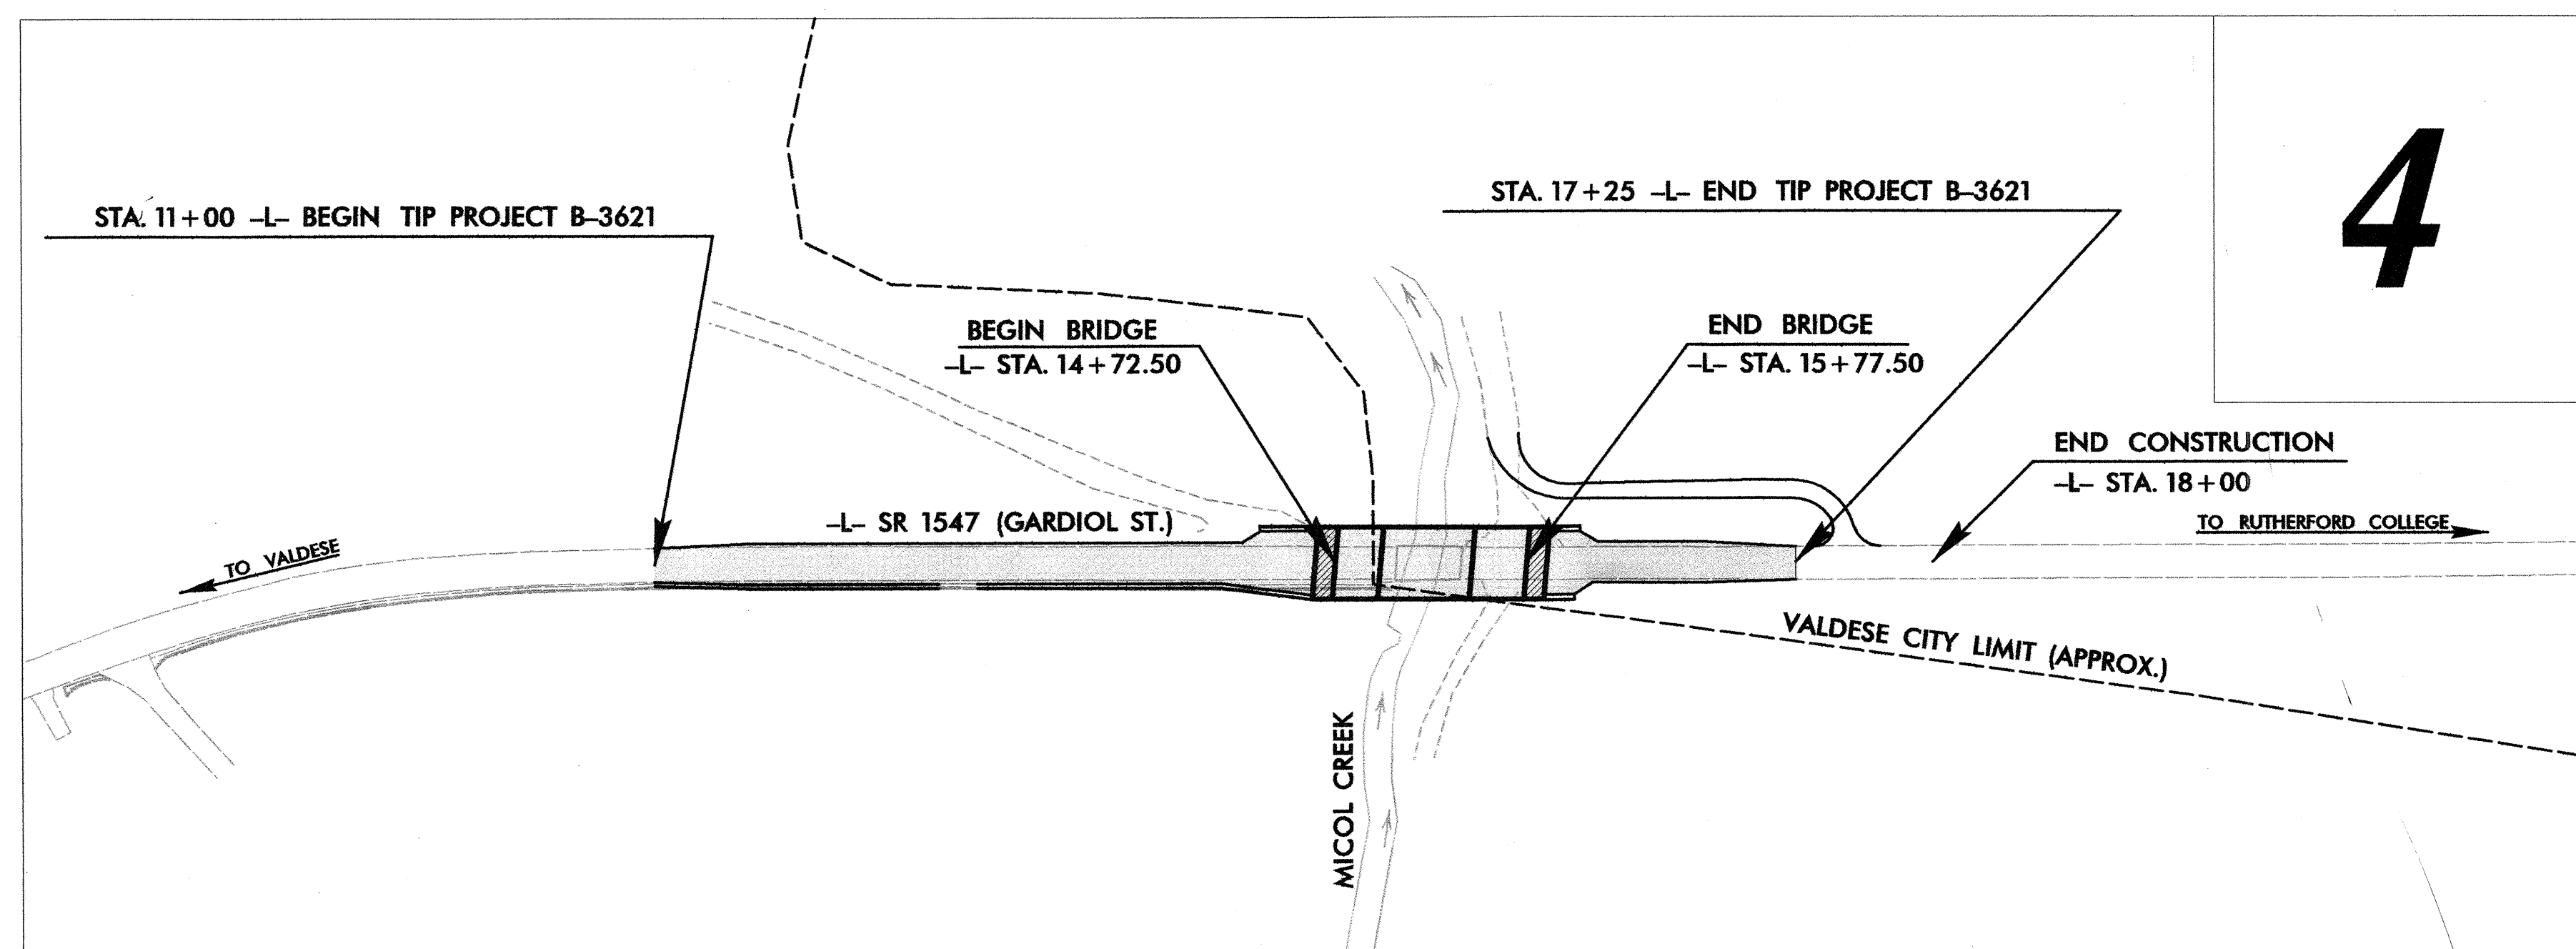 4
STA. 11+00 -L- BEGIN TIP PROJECT B-3621
STA. 17+25 -L- END TIP PROJECT B-3621
BEGIN BRIDGE
-L- STA. 14+72.50
END BRIDGE
-L- STA. 15+77.50
END CONSTRUCTION
-L- STA. 18+00
-L- SR 1547 (GARDIOL ST.)
TO RUTHERFORD COLLEGE
TO VALDESE
VALDESE CITY LIMIT (APPROX.)
MICOL CREEK